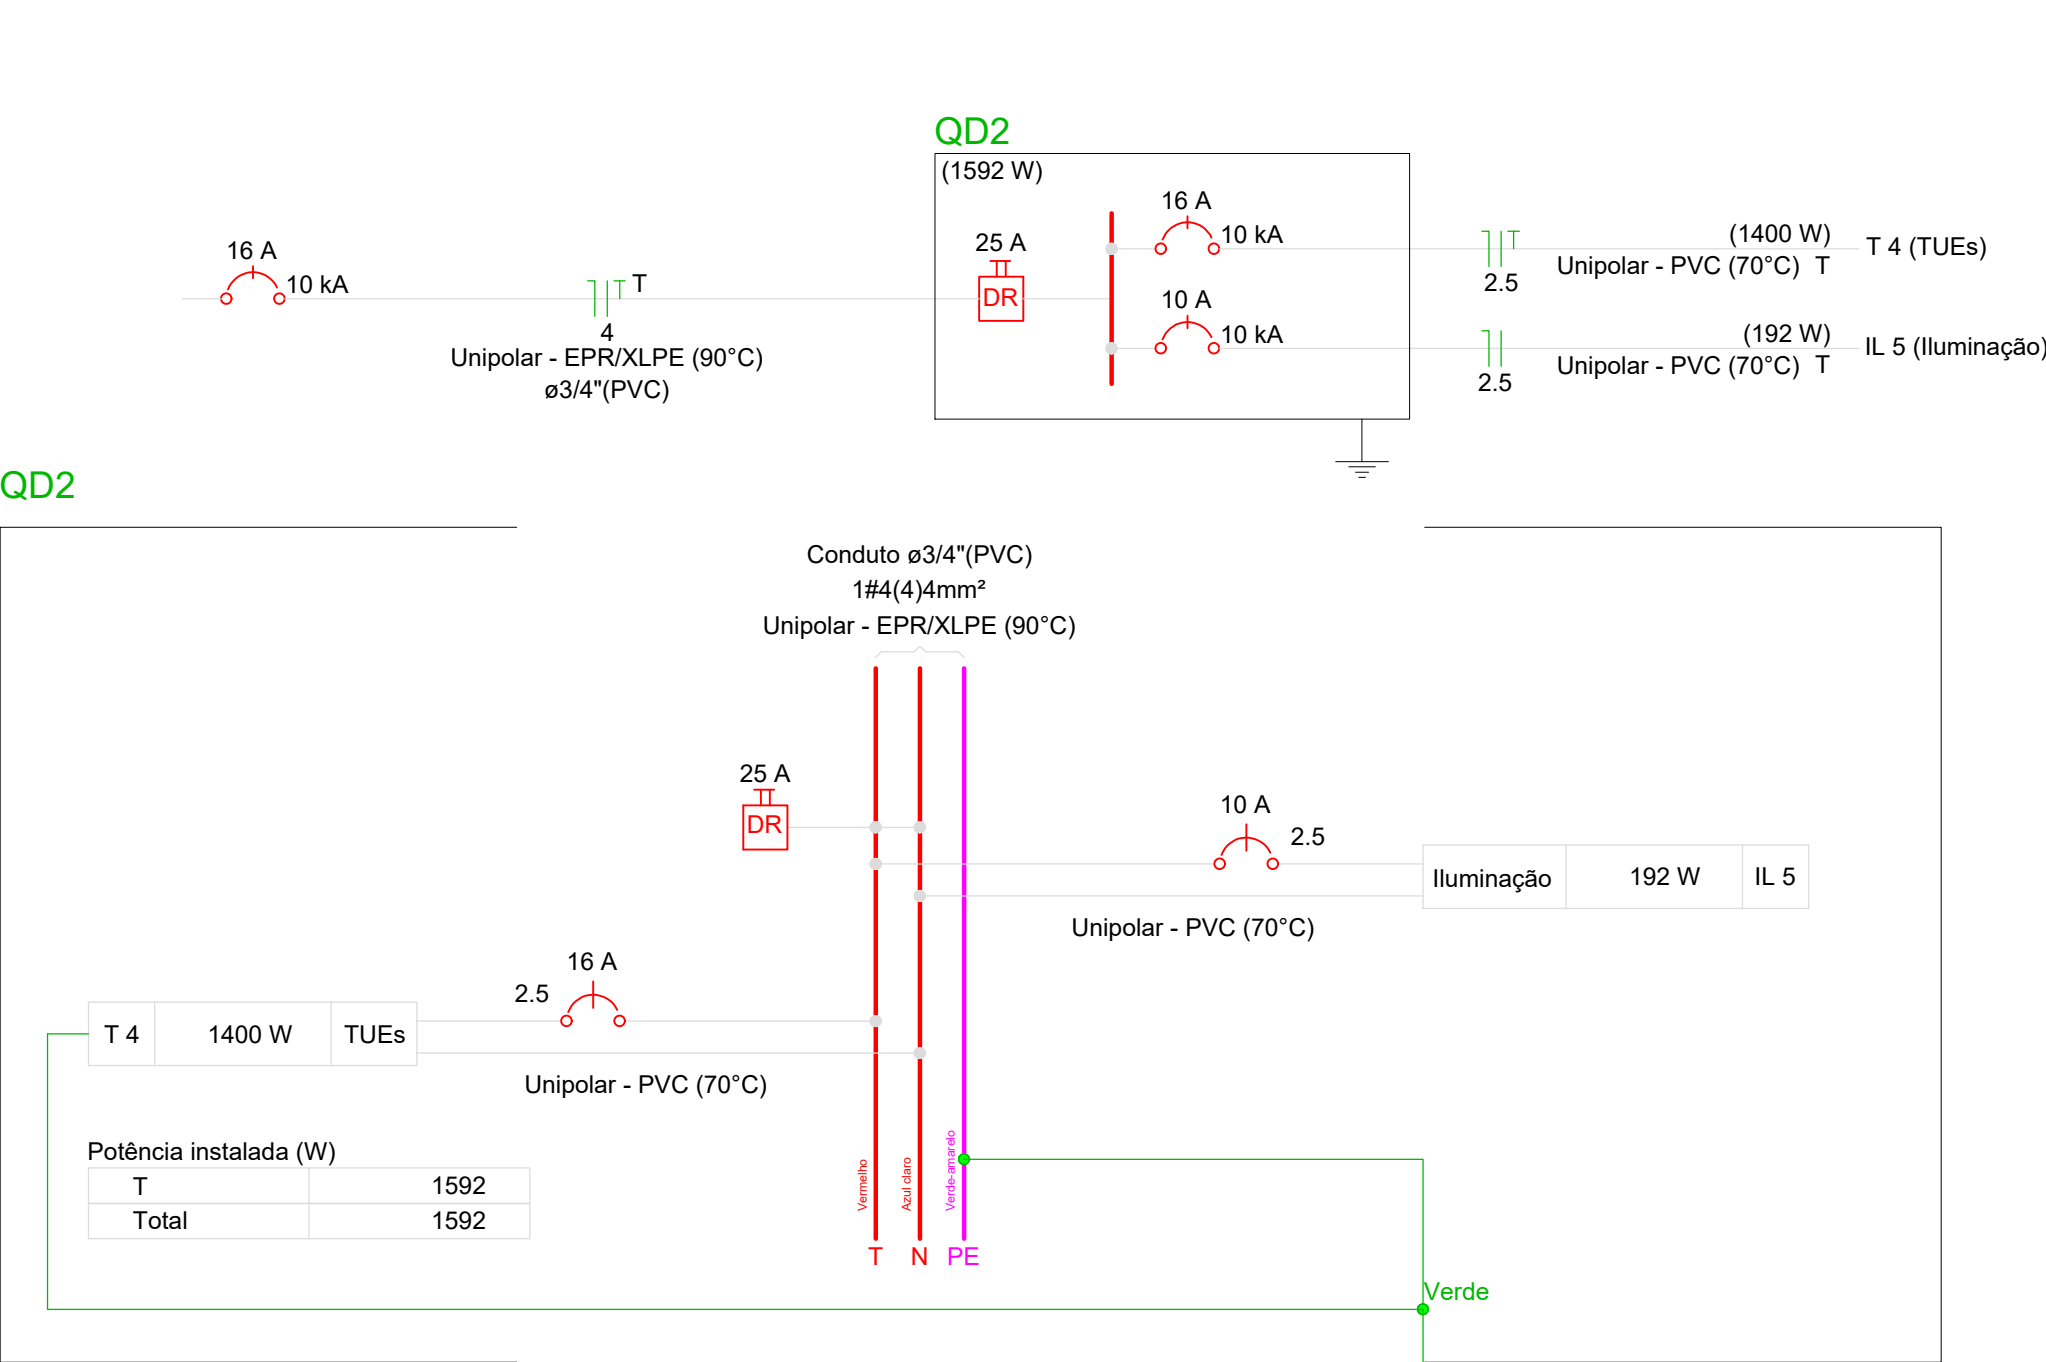 QD2
(1592 W)
16 A
10 kA
T
4
Unipolar - EPR/XLPE (90°C)
ø3/4"(PVC)
25 A
DR
16 A
10 kA
10 A
10 kA
2.5
(1400 W)
Unipolar - PVC (70°C) T
T 4 (TUEs)
2.5
(192 W)
Unipolar - PVC (70°C) T
IL 5 (Iluminação)
QD2
Conduto ø3/4"(PVC)
1#4(4)4mm²
Unipolar - EPR/XLPE (90°C)
25 A
DR
10 A
2.5
Iluminação 192 W IL 5
Unipolar - PVC (70°C)
16 A
2.5
T 4 1400 W TUEs
Unipolar - PVC (70°C)
Potência instalada (W)
T 1592
Total 1592
Vermelho
Azul claro
Verde-amarelo
T N PE
Verde